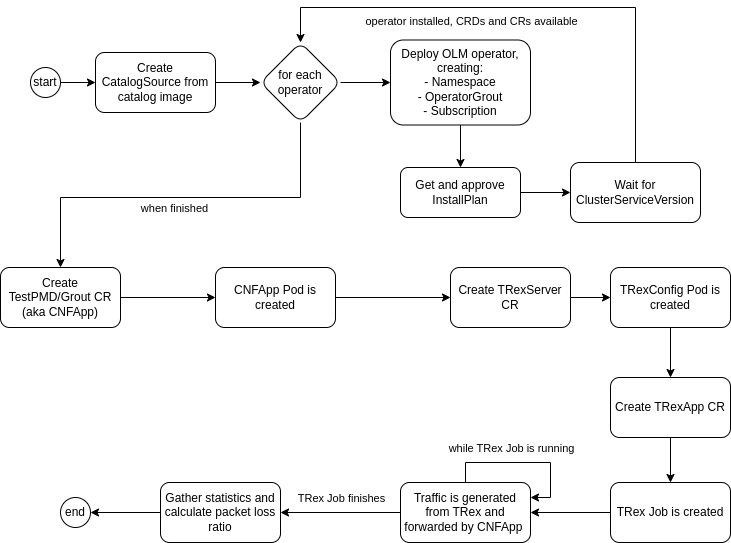 operator installed, CRDs and CRs available
start
Create
CatalogSource from
catalog image
for each
operator
Deploy OLM operator,
creating:
- Namespace
- OperatorGrout
- Subscription
Get and approve
InstallPlan
Wait for
ClusterServiceVersion
when finished
Create
TestPMD/Grout CR
(aka CNFApp)
CNFApp Pod is
created
Create TRexServer
CR
TRexConfig Pod is
created
Create TRexApp CR
while TRex Job is running
TRex Job is created
Traffic is generated
from TRex and
forwarded by CNFApp
TRex Job finishes
Gather statistics and
calculate packet loss
ratio
end